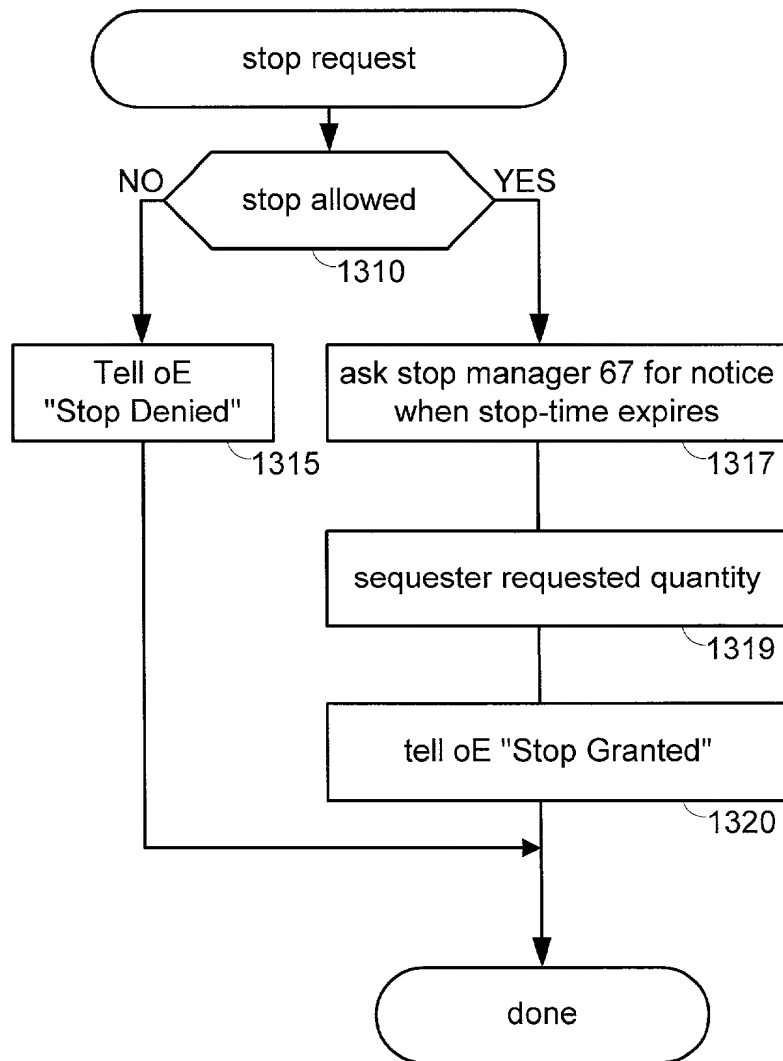 stop request
NO
YES
stop allowed
1310
Tell oE
"Stop Denied"
1315
ask stop manager 67 for notice
when stop-time expires
1317
sequester requested quantity
1319
tell oE "Stop Granted"
1320
done